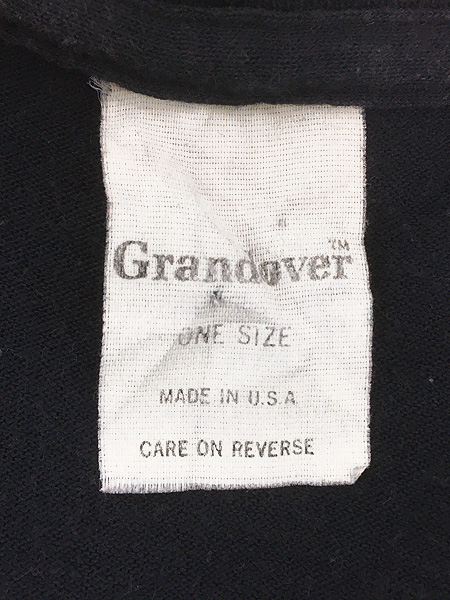 Grandover™
ONE SIZE
MADE IN U.S.A
CARE ON REVERSE